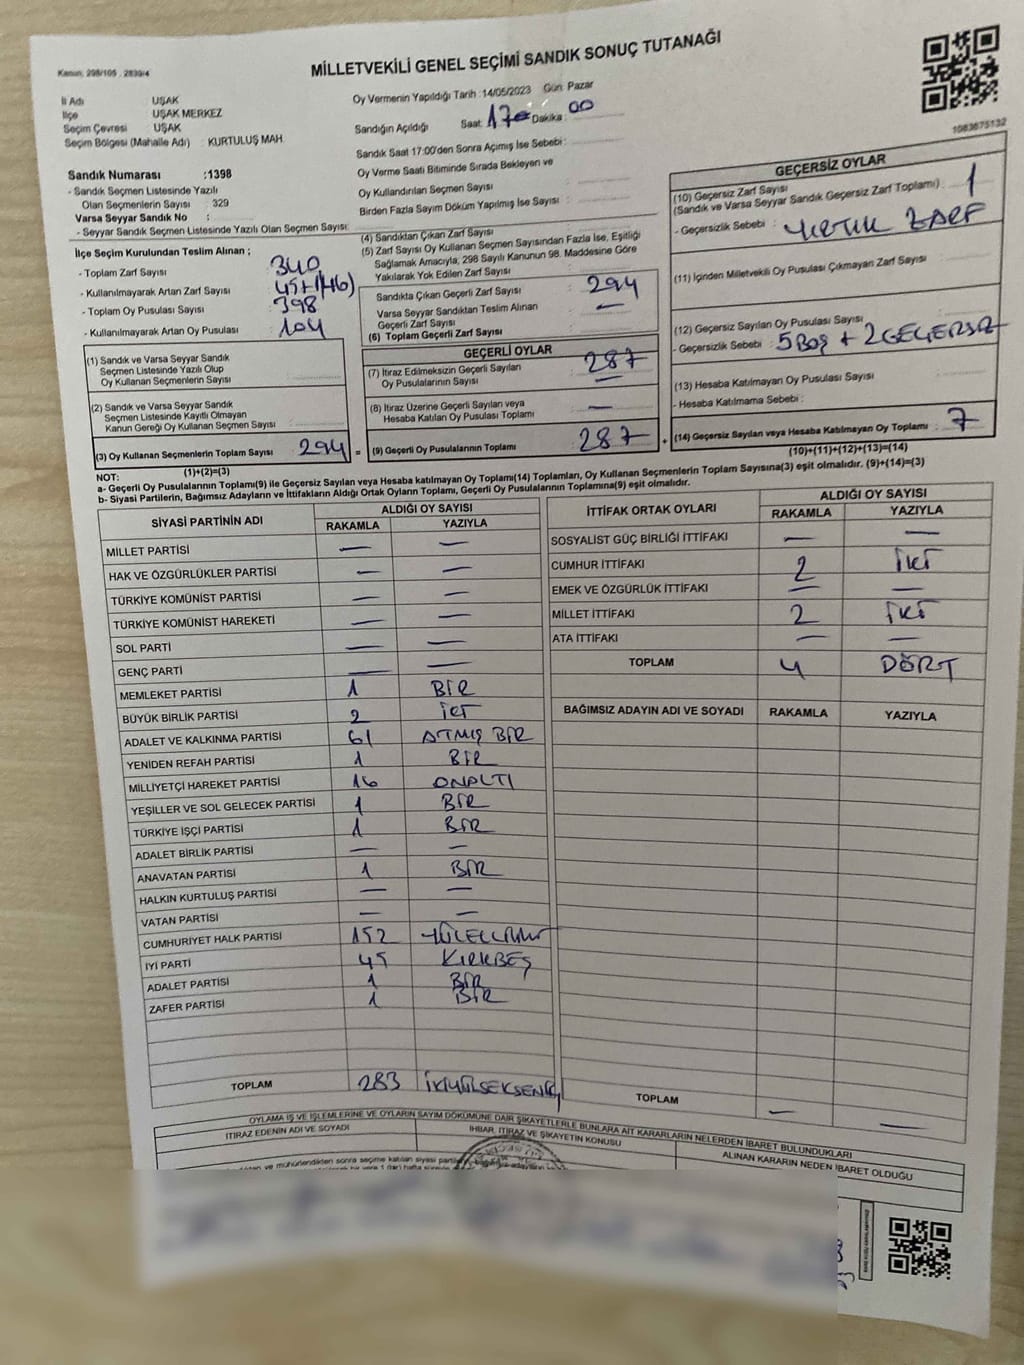 Kanun: 298/105 - 2839/4
MİLLETVEKİLİ GENEL SEÇİMİ SANDIK SONUÇ TUTANAĞI
1083675132
İl Adı UŞAK
İlçe UŞAK MERKEZ
Seçim Çevresi : UŞAK
Seçim Bölgesi (Mahalle Adı) : KURTULUŞ MAH
Sandık Numarası :1398
- Sandık Seçmen Listesinde Yazılı
Olan Seçmenlerin Sayısı : 329
Varsa Seyyar Sandık No :
- Seyyar Sandık Seçmen Listesinde Yazılı Olan Seçmen Sayısı:
İlçe Seçim Kurulundan Teslim Alınan ;
- Toplam Zarf Sayısı 340
- Kullanılmayarak Artan Zarf Sayısı 45+1(46)
- Toplam Oy Pusulası Sayısı 398
- Kullanılmayarak Artan Oy Pusulası 104
(1) Sandık ve Varsa Seyyar Sandık
Seçmen Listesinde Yazılı Olup
Oy Kullanan Seçmenlerin Sayısı
(2) Sandık ve Varsa Seyyar Sandık
Seçmen Listesinde Kayıtlı Olmayan
Kanun Gereği Oy Kullanan Seçmen Sayısı :
(3) Oy Kullanan Seçmenlerin Toplam Sayısı 294 =
(1)+(2)=(3)
Oy Vermenin Yapıldığı Tarih :14/05/2023 Gün: Pazar
Sandığın Açıldığı Saat: 17 Dakika : 00
Sandık Saat 17:00'den Sonra Açımış İse Sebebi :
Oy Verme Saati Bitiminde Sırada Bekleyen ve
Oy Kullandırılan Seçmen Sayısı
Birden Fazla Sayım Döküm Yapılmış İse Sayısı :
(4) Sandıktan Çıkan Zarf Sayısı
(5) Zarf Sayısı Oy Kullanan Seçmen Sayısından Fazla İse, Eşitliği
Sağlamak Amacıyla, 298 Sayılı Kanunun 98. Maddesine Göre
Yakılarak Yok Edilen Zarf Sayısı
Sandıkta Çıkan Geçerli Zarf Sayısı 294
Varsa Seyyar Sandıktan Teslim Alınan —
Geçerli Zarf Sayısı
(6) Toplam Geçerli Zarf Sayısı
GEÇERLİ OYLAR
(7) İtiraz Edilmeksizin Geçerli Sayılan 287
Oy Pusulalarının Sayısı
(8) İtiraz Üzerine Geçerli Sayılan veya —
Hesaba Katılan Oy Pusulası Toplamı
(9) Geçerli Oy Pusulalarının Toplamı 287 +
GEÇERSİZ OYLAR
(10) Geçersiz Zarf Sayısı 1
(Sandık ve Varsa Seyyar Sandık Geçersiz Zarf Toplamı) :
- Geçersizlik Sebebi : YIRTIK ZARF
(11) İçinden Milletvekili Oy Pusulası Çıkmayan Zarf Sayısı
(12) Geçersiz Sayılan Oy Pusulası Sayısı
- Geçersizlik Sebebi : 5 Boş + 2 GEÇERSİZ
(13) Hesaba Katılmayan Oy Pusulası Sayısı
- Hesaba Katılmama Sebebi :
(14) Geçersiz Sayılan veya Hesaba Katılmayan Oy Toplamı : 7
(10)+(11)+(12)+(13)=(14)
NOT:
a- Geçerli Oy Pusulalarının Toplamı(9) ile Geçersiz Sayılan veya Hesaba katılmayan Oy Toplamı(14) Toplamları, Oy Kullanan Seçmenlerin Toplam Sayısına(3) eşit olmalıdır. (9)+(14)=(3)
b- Siyasi Partilerin, Bağımsız Adayların ve İttifakların Aldığı Ortak Oyların Toplamı, Geçerli Oy Pusulalarının Toplamına(9) eşit olmalıdır.
SİYASİ PARTİNİN ADI ALDIĞI OY SAYISI
RAKAMLA YAZIYLA
MİLLET PARTİSİ — —
HAK VE ÖZGÜRLÜKLER PARTİSİ — —
TÜRKİYE KOMÜNİST PARTİSİ — —
TÜRKİYE KOMÜNİST HAREKETİ — —
SOL PARTİ — —
GENÇ PARTİ — —
MEMLEKET PARTİSİ 1 BİR
BÜYÜK BİRLİK PARTİSİ 2 İKİ
ADALET VE KALKINMA PARTİSİ 61 ATMIŞ BİR
YENİDEN REFAH PARTİSİ 1 BİR
MİLLİYETÇİ HAREKET PARTİSİ 16 ONALTI
YEŞİLLER VE SOL GELECEK PARTİSİ 1 BİR
TÜRKİYE İŞÇİ PARTİSİ 1 BİR
ADALET BİRLİK PARTİSİ — —
ANAVATAN PARTİSİ 1 BİR
HALKIN KURTULUŞ PARTİSİ — —
VATAN PARTİSİ — —
CUMHURİYET HALK PARTİSİ 152
İYİ PARTİ 45 KIRKBEŞ
ADALET PARTİSİ 1 BİR
ZAFER PARTİSİ 1 BİR
TOPLAM 283 İKİYÜZSEKSENÜÇ
İTTİFAK ORTAK OYLARI ALDIĞI OY SAYISI
RAKAMLA YAZIYLA
SOSYALİST GÜÇ BİRLİĞİ İTTİFAKI — —
CUMHUR İTTİFAKI 2 İKİ
EMEK VE ÖZGÜRLÜK İTTİFAKI — —
MİLLET İTTİFAKI 2 İKİ
ATA İTTİFAKI — —
TOPLAM 4 DÖRT
BAĞIMSIZ ADAYIN ADI VE SOYADI RAKAMLA YAZIYLA
TOPLAM — —
OYLAMA İŞ VE İŞLEMLERİNE VE OYLARIN SAYIM DÖKÜMÜNE DAİR ŞİKAYETLERLE BUNLARA AİT KARARLARIN NELERDEN İBARET BULUNDUKLARI
İTİRAZ EDENİN ADI VE SOYADI İHBAR, İTİRAZ VE ŞİKAYETİN KONUSU ALINAN KARARIN NEDEN İBARET OLDUĞU